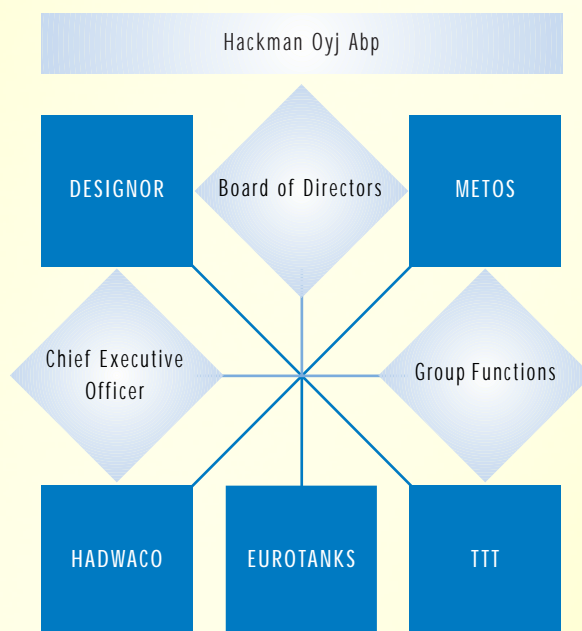 Hackman Oyj Abp
DESIGNOR
Board of Directors
METOS
Chief Executive
Officer
Group Functions
HADWACO
EUROTANKS
TTT